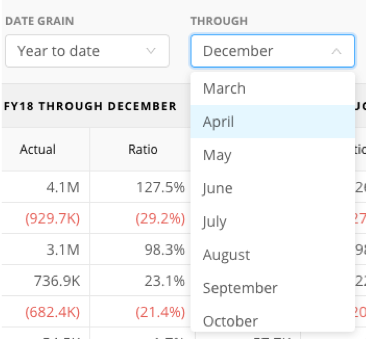 DATE GRAIN THROUGH
Year to date December
March
FY18 THROUGH DECEMBER
April
Actual Ratio May
4.1M 127.5% June
(929.7K) (29.2%) July
3.1M 98.3% August
736.9K 23.1% September
(682.4K) (21.4%) October